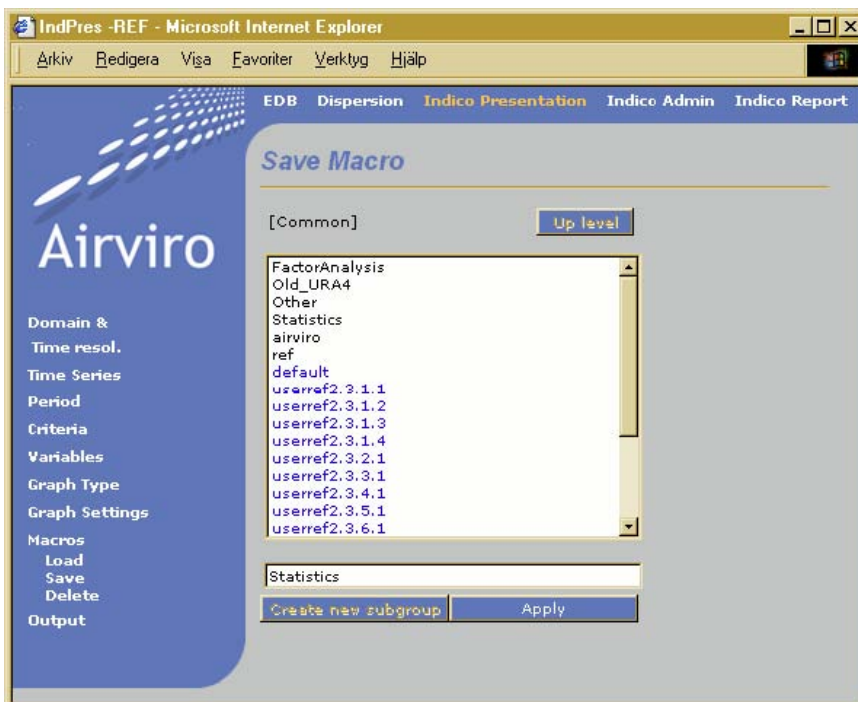 IndPres -REF - Microsoft Internet Explorer
Arkiv Redigera Visa Favoriter Verktyg Hjälp
EDB Dispersion Indico Presentation Indico Admin Indico Report
Airviro
Domain &
Time resol.
Time Series
Period
Criteria
Variables
Graph Type
Graph Settings
Macros
Load
Save
Delete
Output
Save Macro
[Common] Up level
FactorAnalysis
Old_URA4
Other
Statistics
airviro
ref
default
userref2.3.1.1
userref2.3.1.2
userref2.3.1.3
userref2.3.1.4
userref2.3.2.1
userref2.3.3.1
userref2.3.4.1
userref2.3.5.1
userref2.3.6.1
Statistics
Create new subgroup Apply